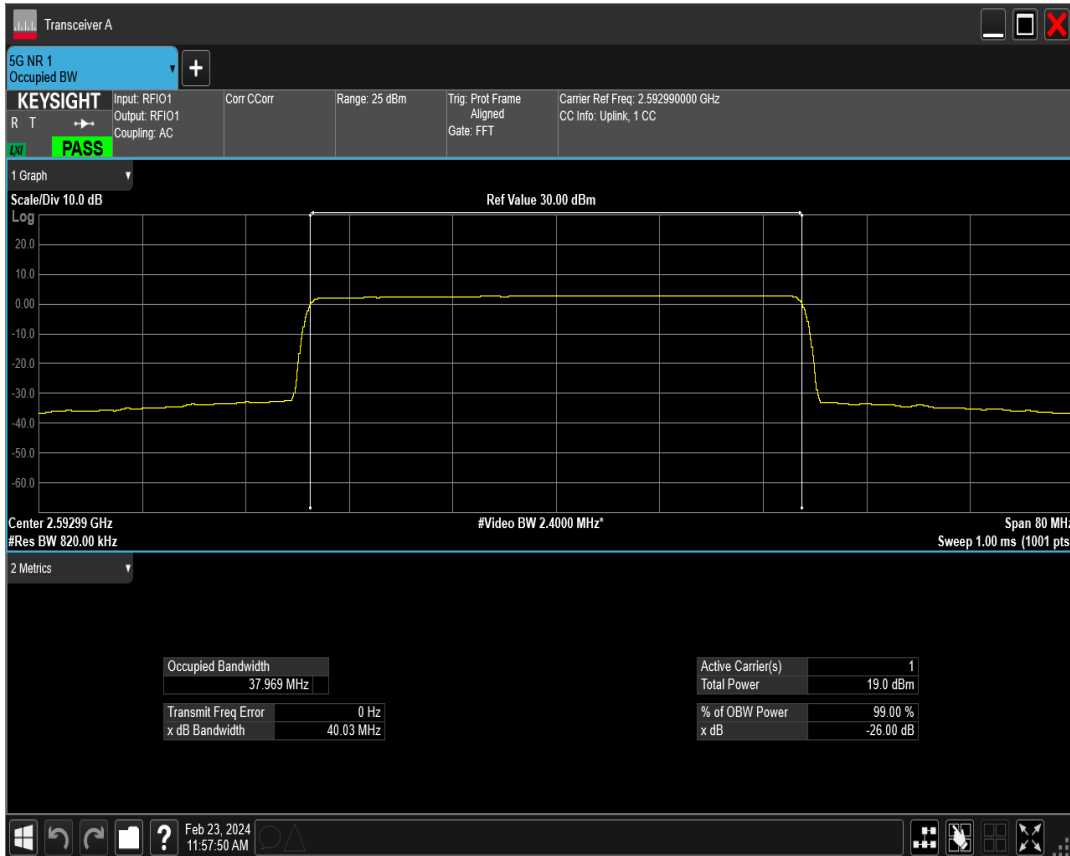 Transceiver A
5G NR 1
Occupied BW
+
KEYSIGHT
R T
LXI
PASS
Input: RFIO1
Output: RFIO1
Coupling: AC
Corr CCorr
Range: 25 dBm
Trig: Prot Frame
Aligned
Gate: FFT
Carrier Ref Freq: 2.592990000 GHz
CC Info: Uplink, 1 CC
1 Graph
Scale/Div 10.0 dB
Ref Value 30.00 dBm
Log
20.0
10.0
0.00
-10.0
-20.0
-30.0
-40.0
-50.0
-60.0
Center 2.59299 GHz
#Video BW 2.4000 MHz*
Span 80 MHz
#Res BW 820.00 kHz
Sweep 1.00 ms (1001 pts
2 Metrics
Occupied Bandwidth
37.969 MHz
Transmit Freq Error 0 Hz
x dB Bandwidth 40.03 MHz
Active Carrier(s) 1
Total Power 19.0 dBm
% of OBW Power 99.00 %
x dB -26.00 dB
?
Feb 23, 2024
11:57:50 AM